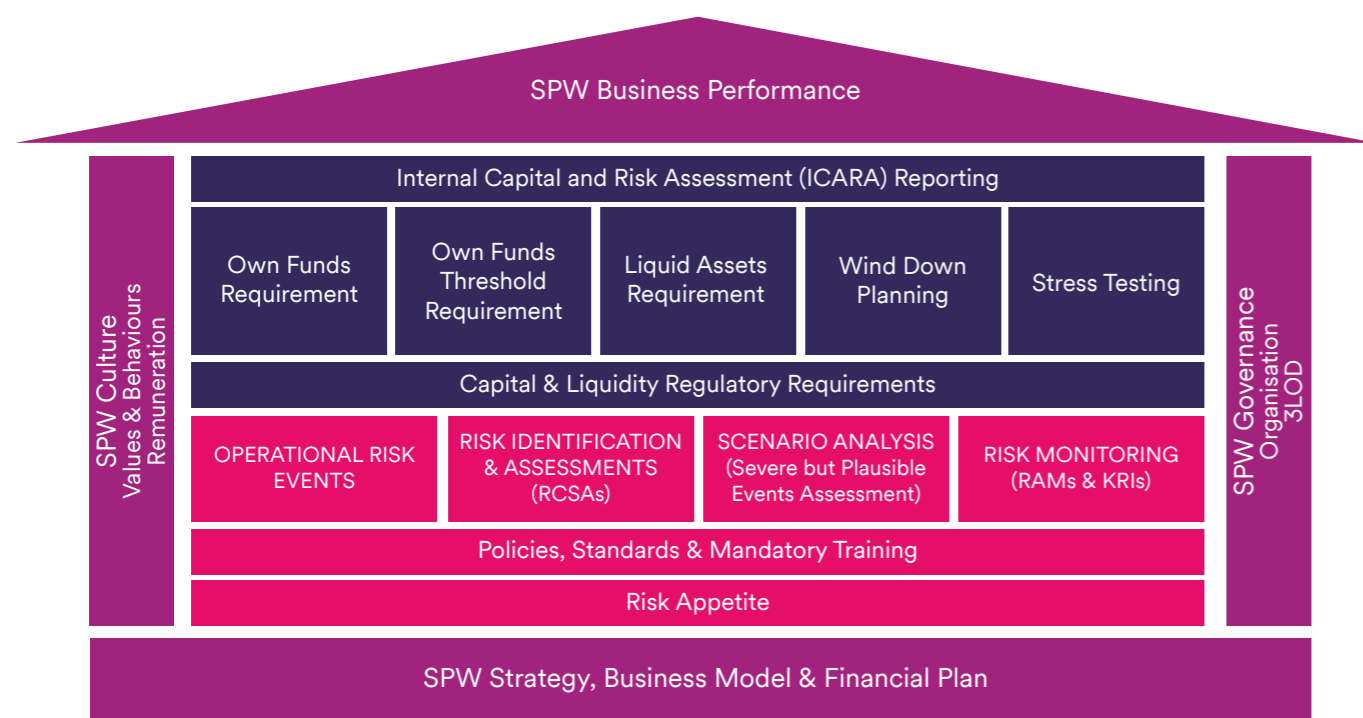 SPW Business Performance
Internal Capital and Risk Assessment (ICARA) Reporting
Own Funds
Requirement
Own Funds
Threshold
Requirement
Liquid Assets
Requirement
Wind Down
Planning
Stress Testing
Capital & Liquidity Regulatory Requirements
OPERATIONAL RISK
EVENTS
RISK IDENTIFICATION
& ASSESSMENTS
(RCSAs)
SCENARIO ANALYSIS
(Severe but Plausible
Events Assessment)
RISK MONITORING
(RAMs & KRIs)
Policies, Standards & Mandatory Training
Risk Appetite
SPW Culture
Values & Behaviours
Remuneration
SPW Governance
Organisation
3LOD
SPW Strategy, Business Model & Financial Plan